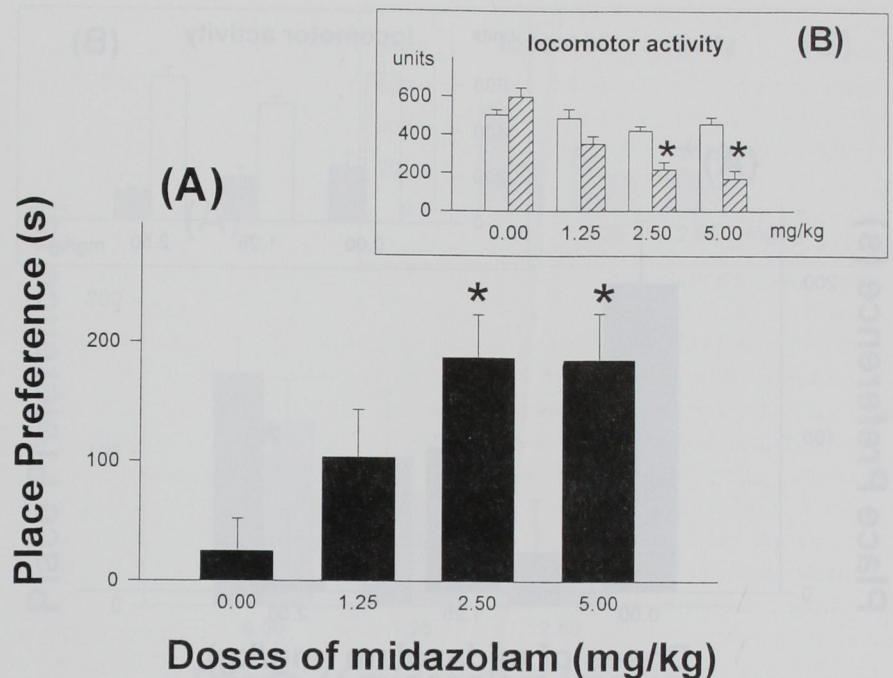 (B)
locomotor activity
units
600
400
200
0
* *
0.00 1.25 2.50 5.00 mg/kg
(A)
Place Preference (s)
200
100
0
* *
0.00 1.25 2.50 5.00
Doses of midazolam (mg/kg)